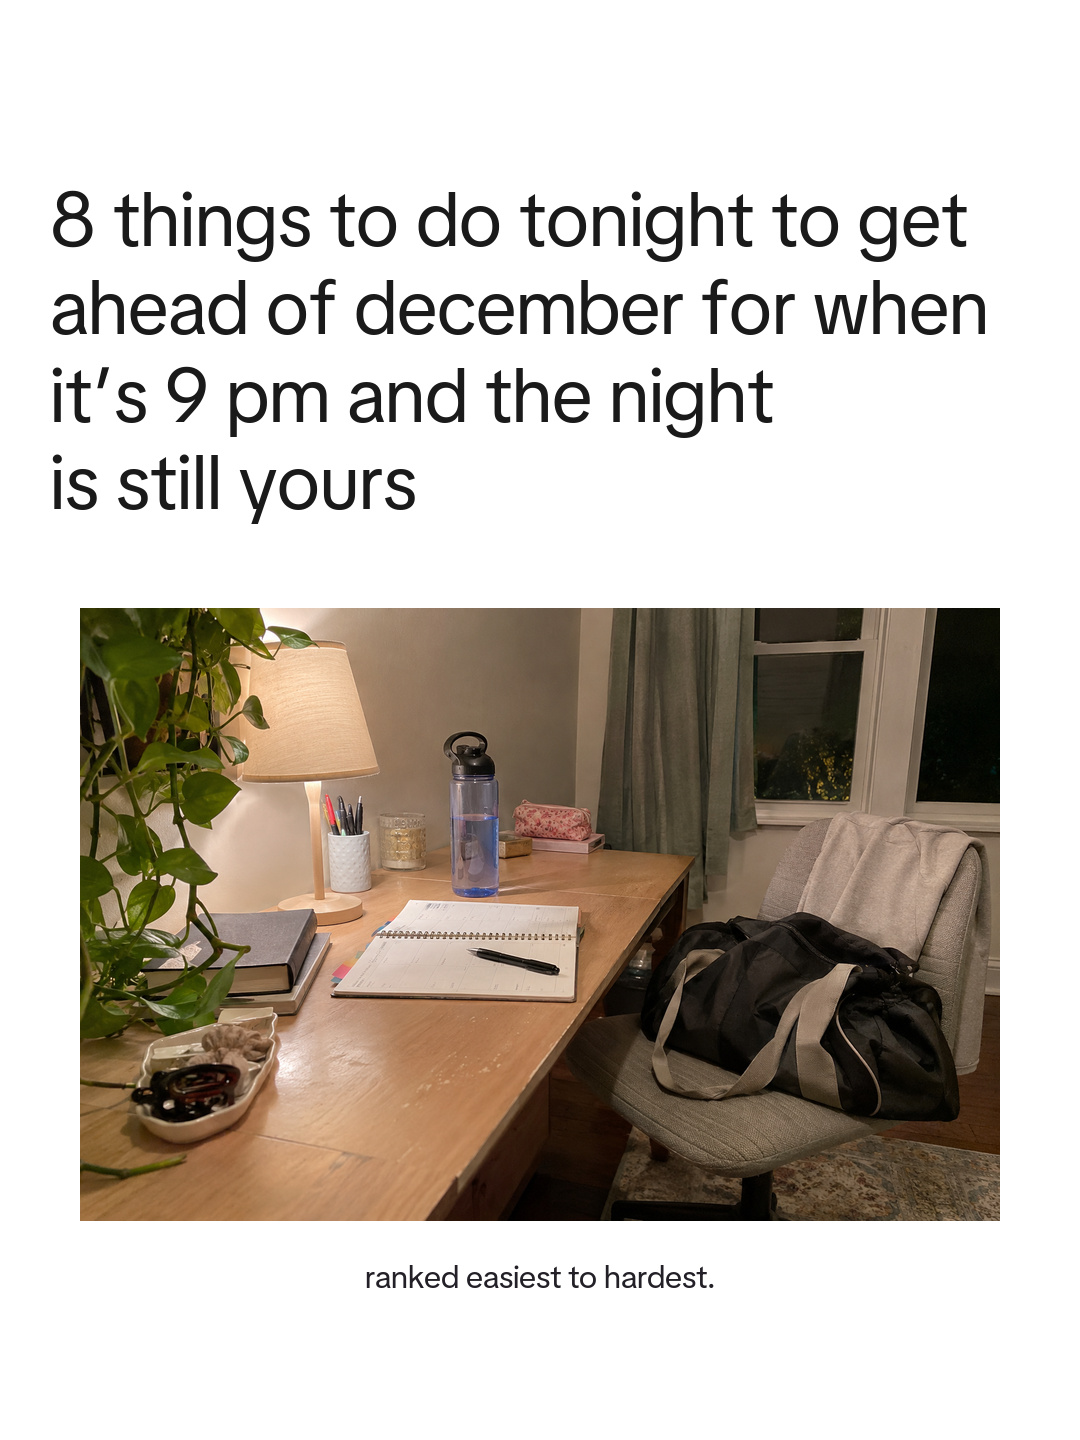 8 things to do tonight to get
ahead of december for when
it’s 9 pm and the night
is still yours
ranked easiest to hardest.